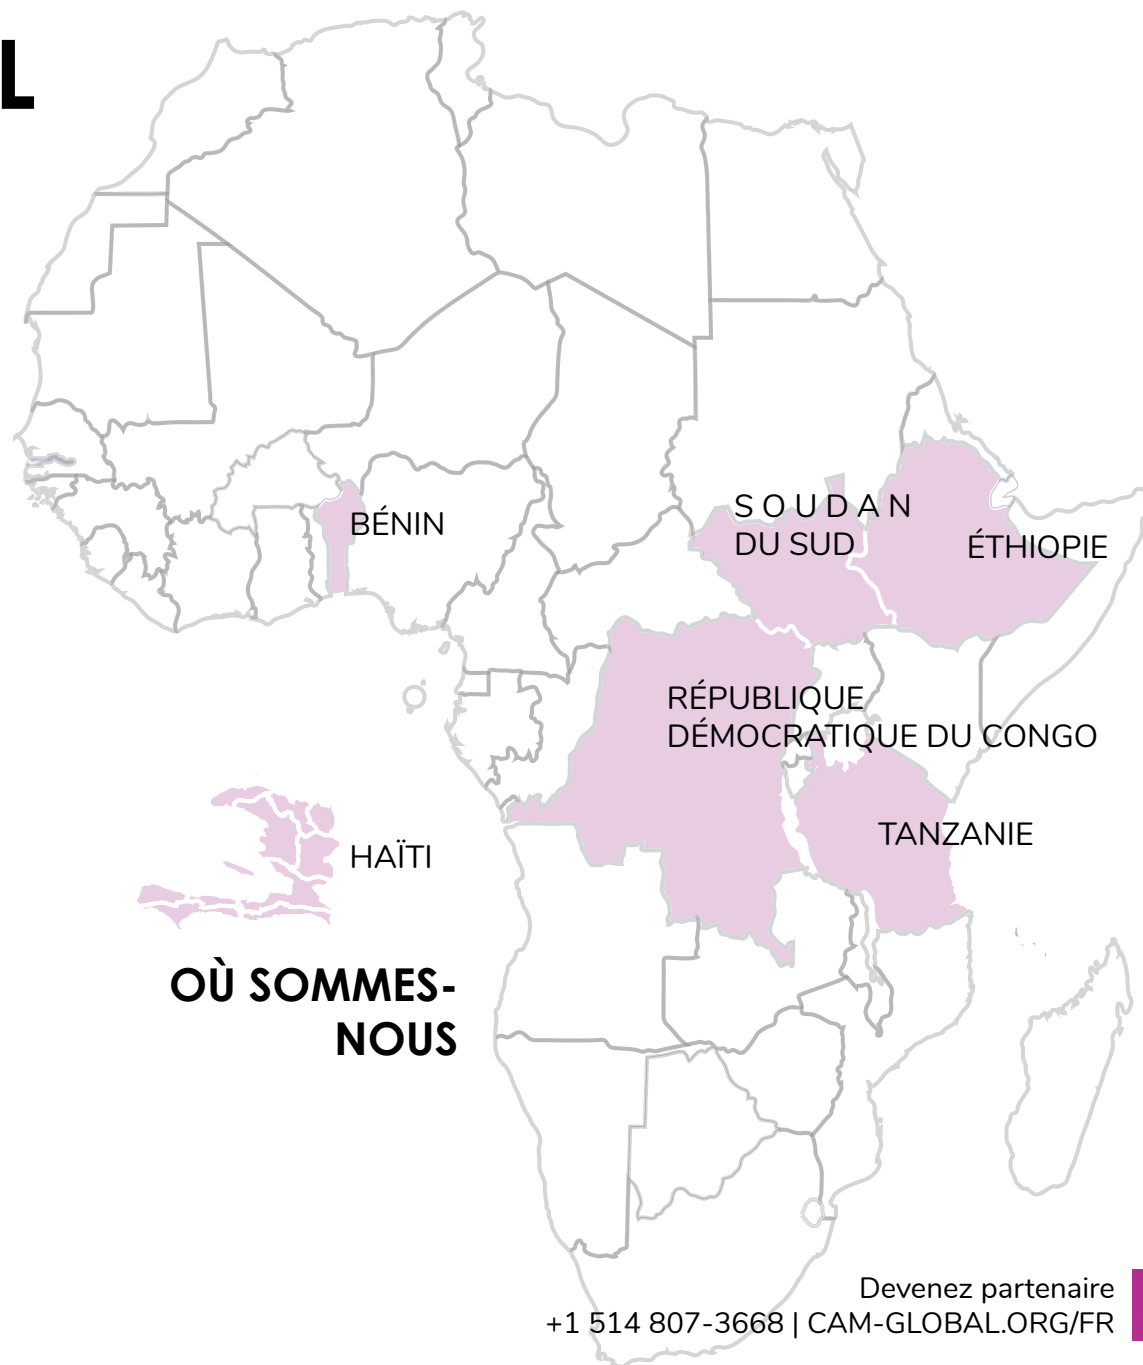 L
BÉNIN
SOUDAN
DU SUD
ÉTHIOPIE
RÉPUBLIQUE
DÉMOCRATIQUE DU CONGO
TANZANIE
HAÏTI
OÙ SOMMES-
NOUS
Devenez partenaire
+1 514 807-3668 | CAM-GLOBAL.ORG/FR